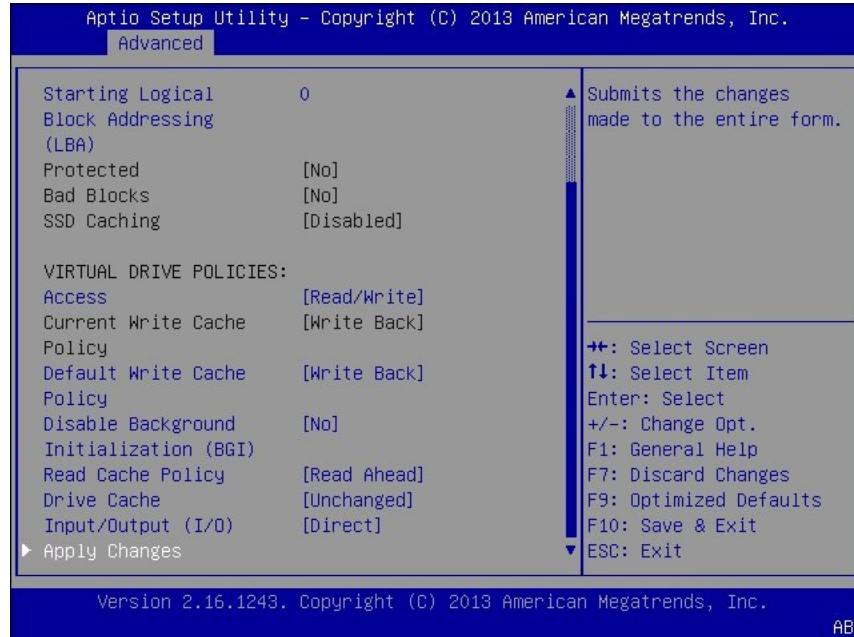 Aptio Setup Utility – Copyright (C) 2013 American Megatrends, Inc.
Advanced
Starting Logical 0
Block Addressing
(LBA)
Protected [No]
Bad Blocks [No]
SSD Caching [Disabled]
VIRTUAL DRIVE POLICIES:
Access [Read/Write]
Current Write Cache [Write Back]
Policy
Default Write Cache [Write Back]
Policy
Disable Background [No]
Initialization (BGI)
Read Cache Policy [Read Ahead]
Drive Cache [Unchanged]
Input/Output (I/O) [Direct]
▶ Apply Changes
Submits the changes
made to the entire form.
→←: Select Screen
↑↓: Select Item
Enter: Select
+/-: Change Opt.
F1: General Help
F7: Discard Changes
F9: Optimized Defaults
F10: Save & Exit
ESC: Exit
Version 2.16.1243. Copyright (C) 2013 American Megatrends, Inc.
AB